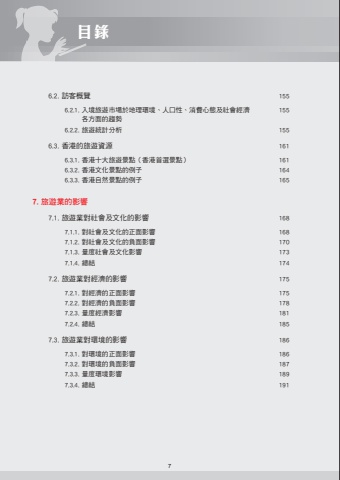 目錄
6.2. 訪客概覽 155
6.2.1. 入境旅遊市場於地理環境、人口性、消費心態及社會經濟 155
各方面的趨勢
6.2.2. 旅遊統計分析 155
6.3. 香港的旅遊資源 161
6.3.1. 香港十大旅遊景點（香港首選景點） 161
6.3.2. 香港文化景點的例子 164
6.3.3. 香港自然景點的例子 165
7. 旅遊業的影響
7.1. 旅遊業對社會及文化的影響 168
7.1.1. 對社會及文化的正面影響 168
7.1.2. 對社會及文化的負面影響 170
7.1.3. 量度社會及文化影響 173
7.1.4. 總結 174
7.2. 旅遊業對經濟的影響 175
7.2.1. 對經濟的正面影響 175
7.2.2. 對經濟的負面影響 178
7.2.3. 量度經濟影響 181
7.2.4. 總結 185
7.3. 旅遊業對環境的影響 186
7.3.1. 對環境的正面影響 186
7.3.2. 對環境的負面影響 187
7.3.3. 量度環境影響 189
7.3.4. 總結 191
7